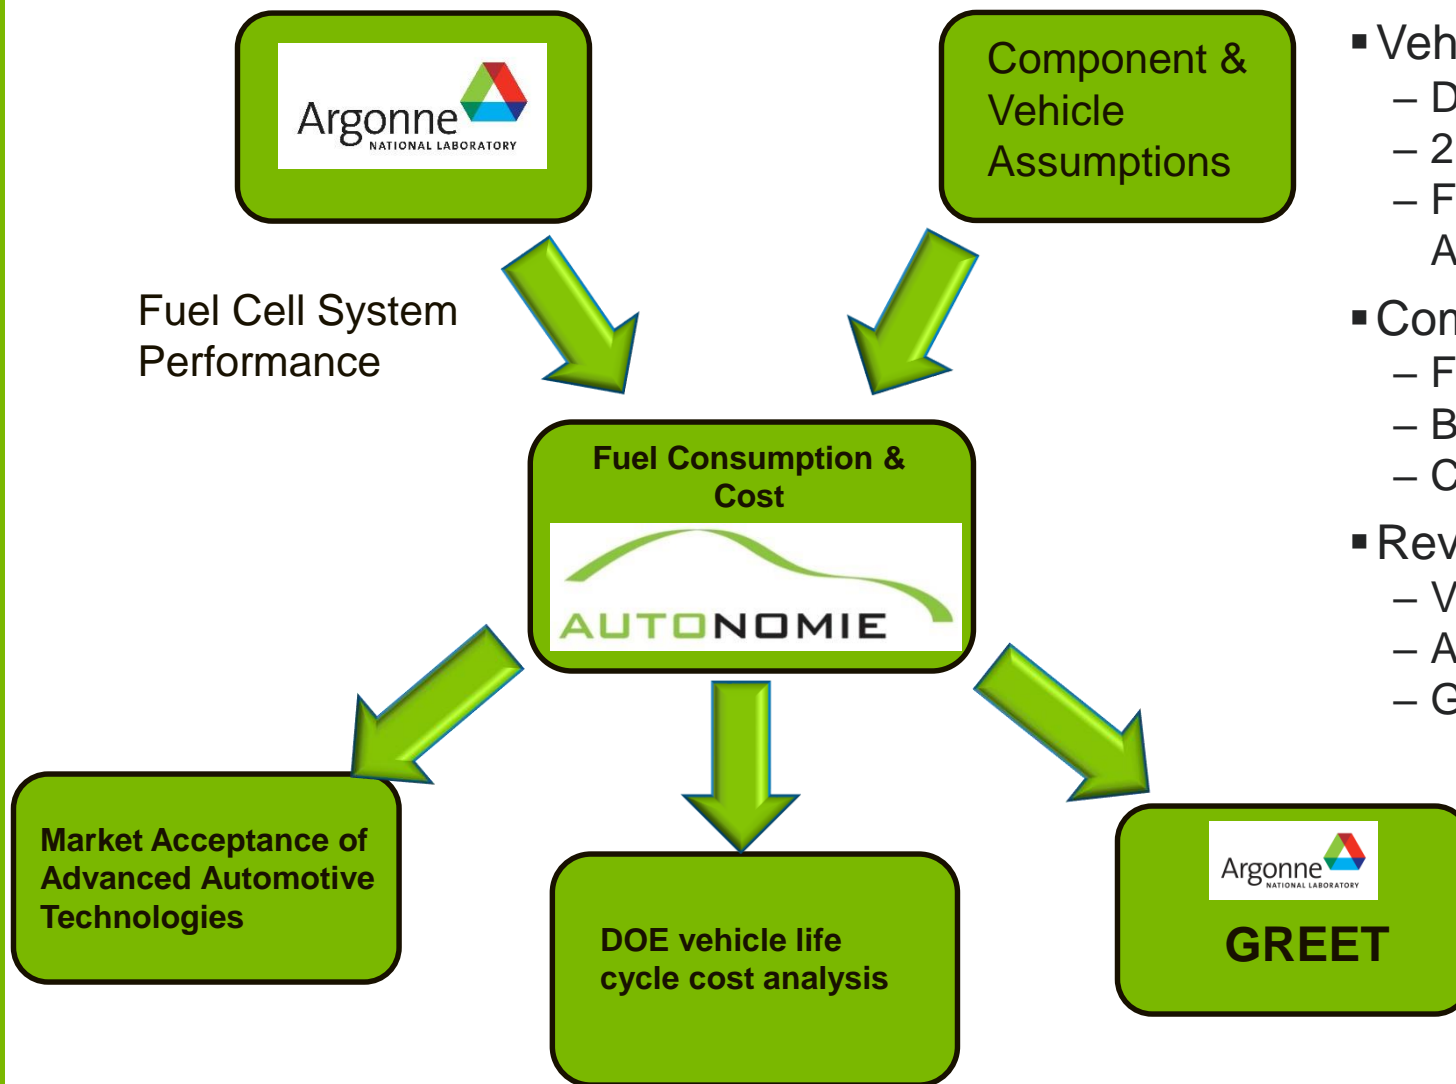 Argonne
NATIONAL LABORATORY
Component &
Vehicle
Assumptions
Fuel Cell System
Performance
Fuel Consumption &
Cost
AUTONOMIE
Market Acceptance of
Advanced Automotive
Technologies
DOE vehicle life
cycle cost analysis
Argonne
NATIONAL LABORATORY
GREET